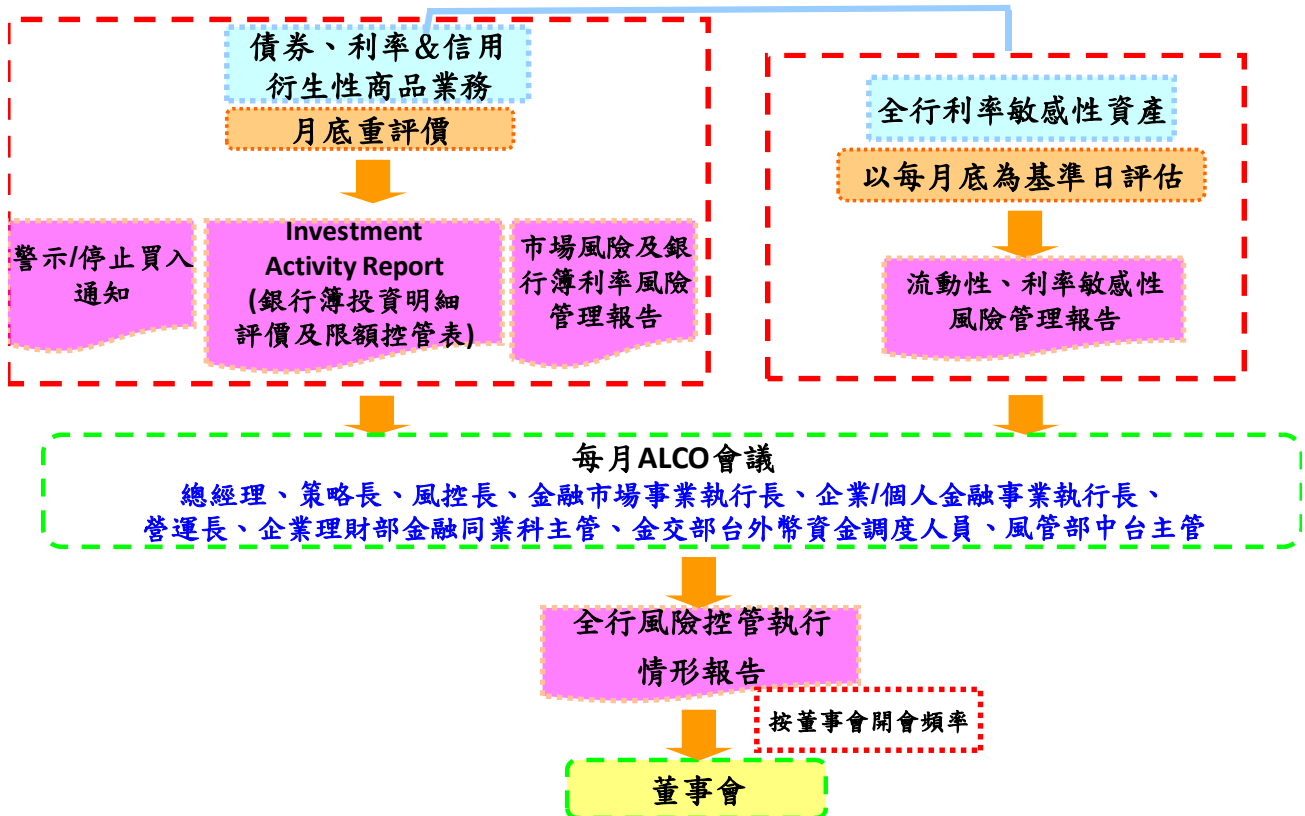 債券、利率&信用
衍生性商品業務
月底重評價
警示/停止買入
通知
Investment
Activity Report
(銀行簿投資明細
評價及限額控管表)
市場風險及銀
行簿利率風險
管理報告
全行利率敏感性資產
以每月底為基準日評估
流動性、利率敏感性
風險管理報告
每月ALCO會議
總經理、策略長、風控長、金融市場事業執行長、企業/個人金融事業執行長、
營運長、企業理財部金融同業科主管、金交部台外幣資金調度人員、風管部中台主管
全行風險控管執行
情形報告
按董事會開會頻率
董事會